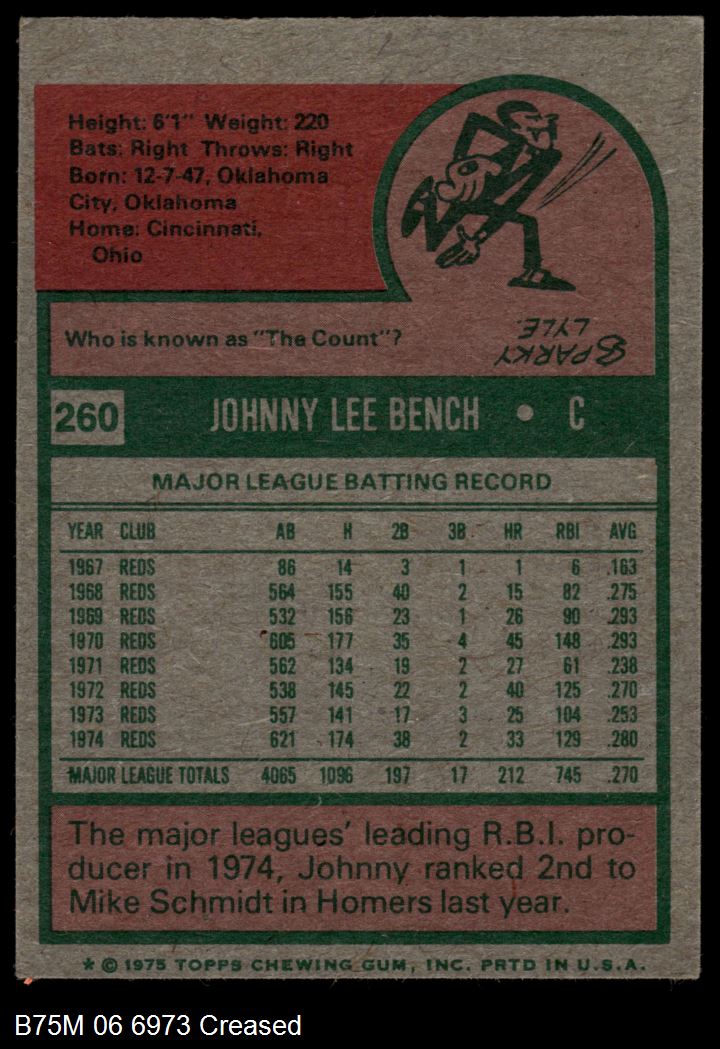 Height: 6'1" Weight: 220
Bats: Right Throws: Right
Born: 12-7-47, Oklahoma
City, Oklahoma
Home: Cincinnati,
Ohio
Who is known as "The Count"?
SPARKY
LYLE.
260 JOHNNY LEE BENCH • C
MAJOR LEAGUE BATTING RECORD
YEAR CLUB AB H 2B 3B HR RBI AVG
1967 REDS 86 14 3 1 1 6 .163
1968 REDS 564 155 40 2 15 82 .275
1969 REDS 532 156 23 1 26 90 .293
1970 REDS 605 177 35 4 45 148 .293
1971 REDS 562 134 19 2 27 61 .238
1972 REDS 538 145 22 2 40 125 .270
1973 REDS 557 141 17 3 25 104 .253
1974 REDS 621 174 38 2 33 129 .280
MAJOR LEAGUE TOTALS 4065 1096 197 17 212 745 .270
The major leagues' leading R.B.I. pro-
ducer in 1974, Johnny ranked 2nd to
Mike Schmidt in Homers last year.
* © 1975 TOPPS CHEWING GUM, INC. PRTD IN U.S.A.
B75M 06 6973 Creased